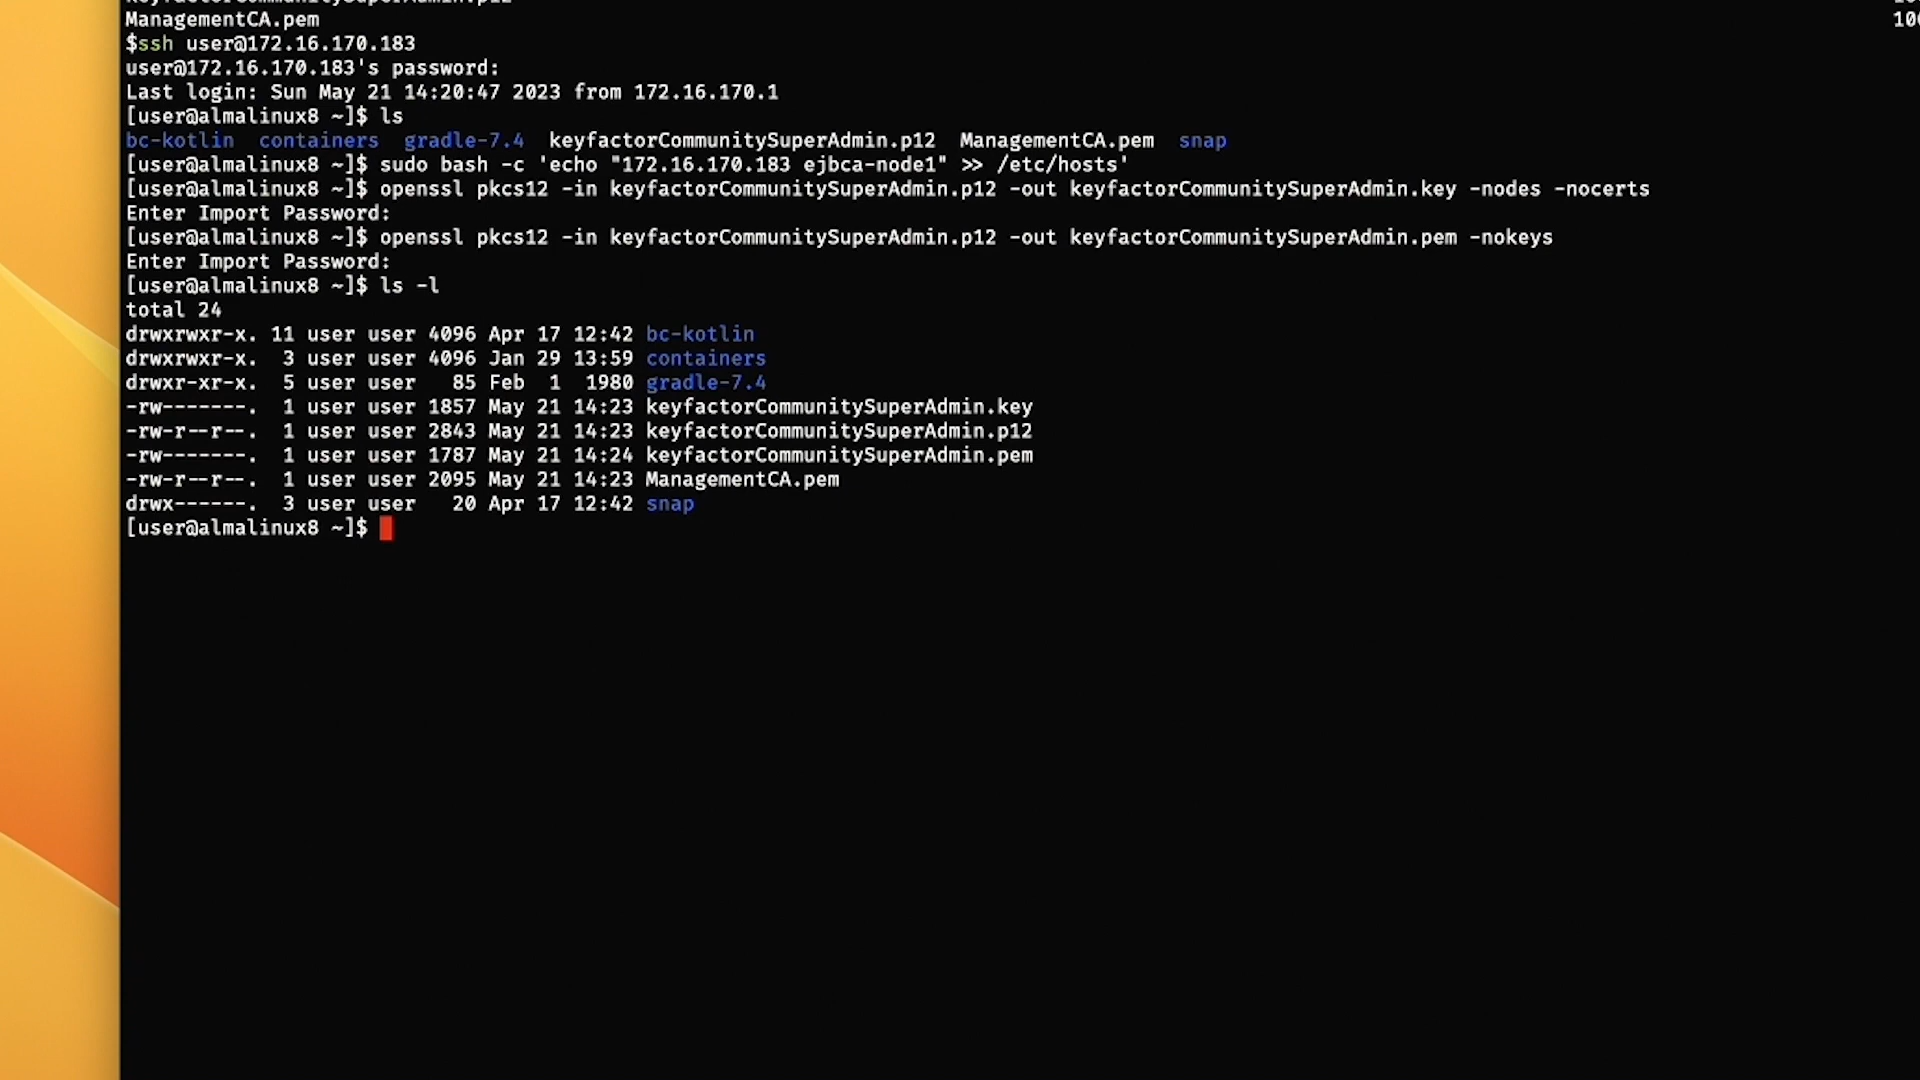 ManagementCA.pem
$ssh user@172.16.170.183
user@172.16.170.183's password:
Last login: Sun May 21 14:20:47 2023 from 172.16.170.1
[user@almalinux8 ~]$ ls
bc-kotlin  containers  gradle-7.4  keyfactorCommunitySuperAdmin.p12  ManagementCA.pem  snap
[user@almalinux8 ~]$ sudo bash -c 'echo "172.16.170.183 ejbca-node1" >> /etc/hosts'
[user@almalinux8 ~]$ openssl pkcs12 -in keyfactorCommunitySuperAdmin.p12 -out keyfactorCommunitySuperAdmin.key -nodes -nocerts
Enter Import Password:
[user@almalinux8 ~]$ openssl pkcs12 -in keyfactorCommunitySuperAdmin.p12 -out keyfactorCommunitySuperAdmin.pem -nokeys
Enter Import Password:
[user@almalinux8 ~]$ ls -l
total 24
drwxrwxr-x. 11 user user 4096 Apr 17 12:42 bc-kotlin
drwxrwxr-x.  3 user user 4096 Jan 29 13:59 containers
drwxr-xr-x.  5 user user   85 Feb  1  1980 gradle-7.4
-rw-------.  1 user user 1857 May 21 14:23 keyfactorCommunitySuperAdmin.key
-rw-r--r--.  1 user user 2843 May 21 14:23 keyfactorCommunitySuperAdmin.p12
-rw-------.  1 user user 1787 May 21 14:24 keyfactorCommunitySuperAdmin.pem
-rw-r--r--.  1 user user 2095 May 21 14:23 ManagementCA.pem
drwx------.  3 user user   20 Apr 17 12:42 snap
[user@almalinux8 ~]$